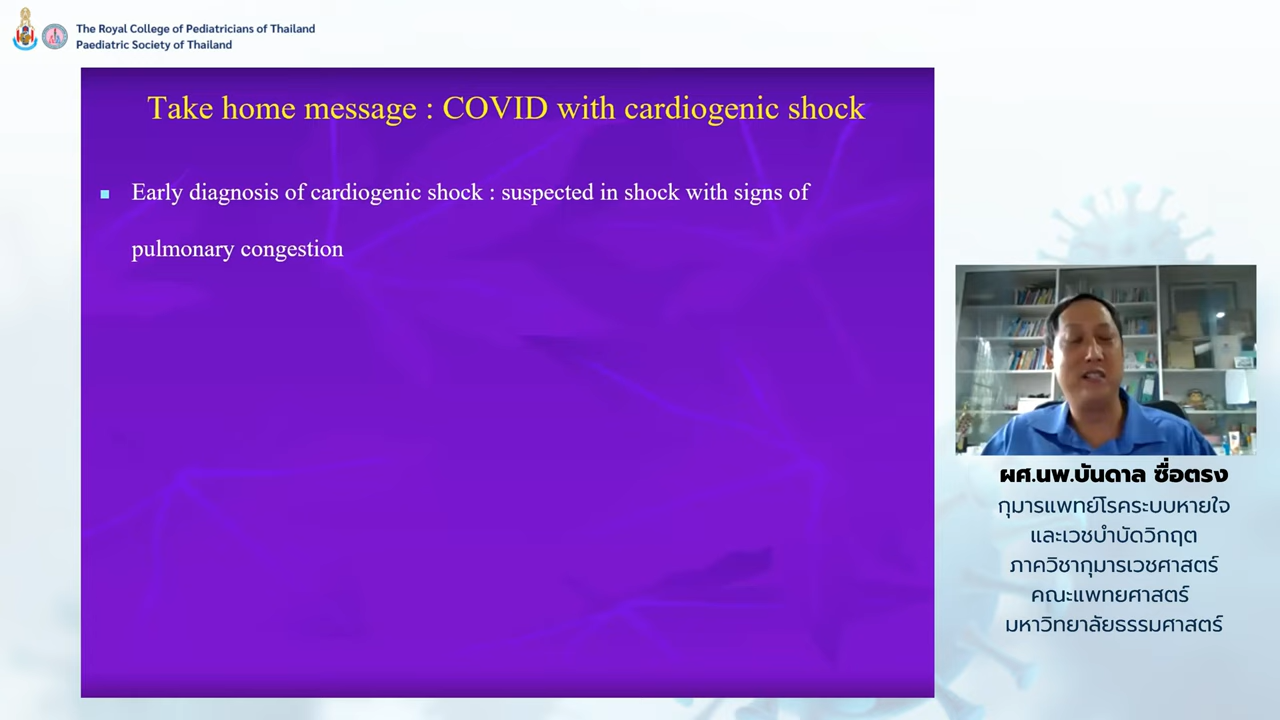 The Royal College of Pediatricians of Thailand
Paediatric Society of Thailand
Take home message : COVID with cardiogenic shock
Early diagnosis of cardiogenic shock : suspected in shock with signs of
pulmonary congestion
ผศ.นพ.บันดาล ซื่อตรง
กุมารแพทย์โรคระบบหายใจ
และเวชบำบัดวิกฤต
ภาควิชากุมารเวชศาสตร์
คณะแพทยศาสตร์
มหาวิทยาลัยธรรมศาสตร์